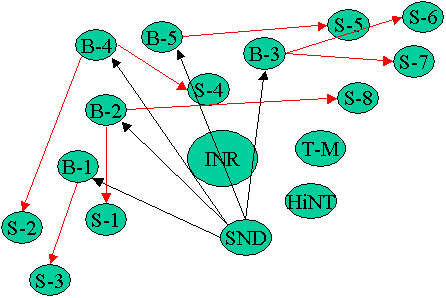 S-6
S-5
B-5
B-4
B-3
S-7
S-4
S-8
B-2
T-M
INR
B-1
HiNT
S-1
S-2
SND
S-3